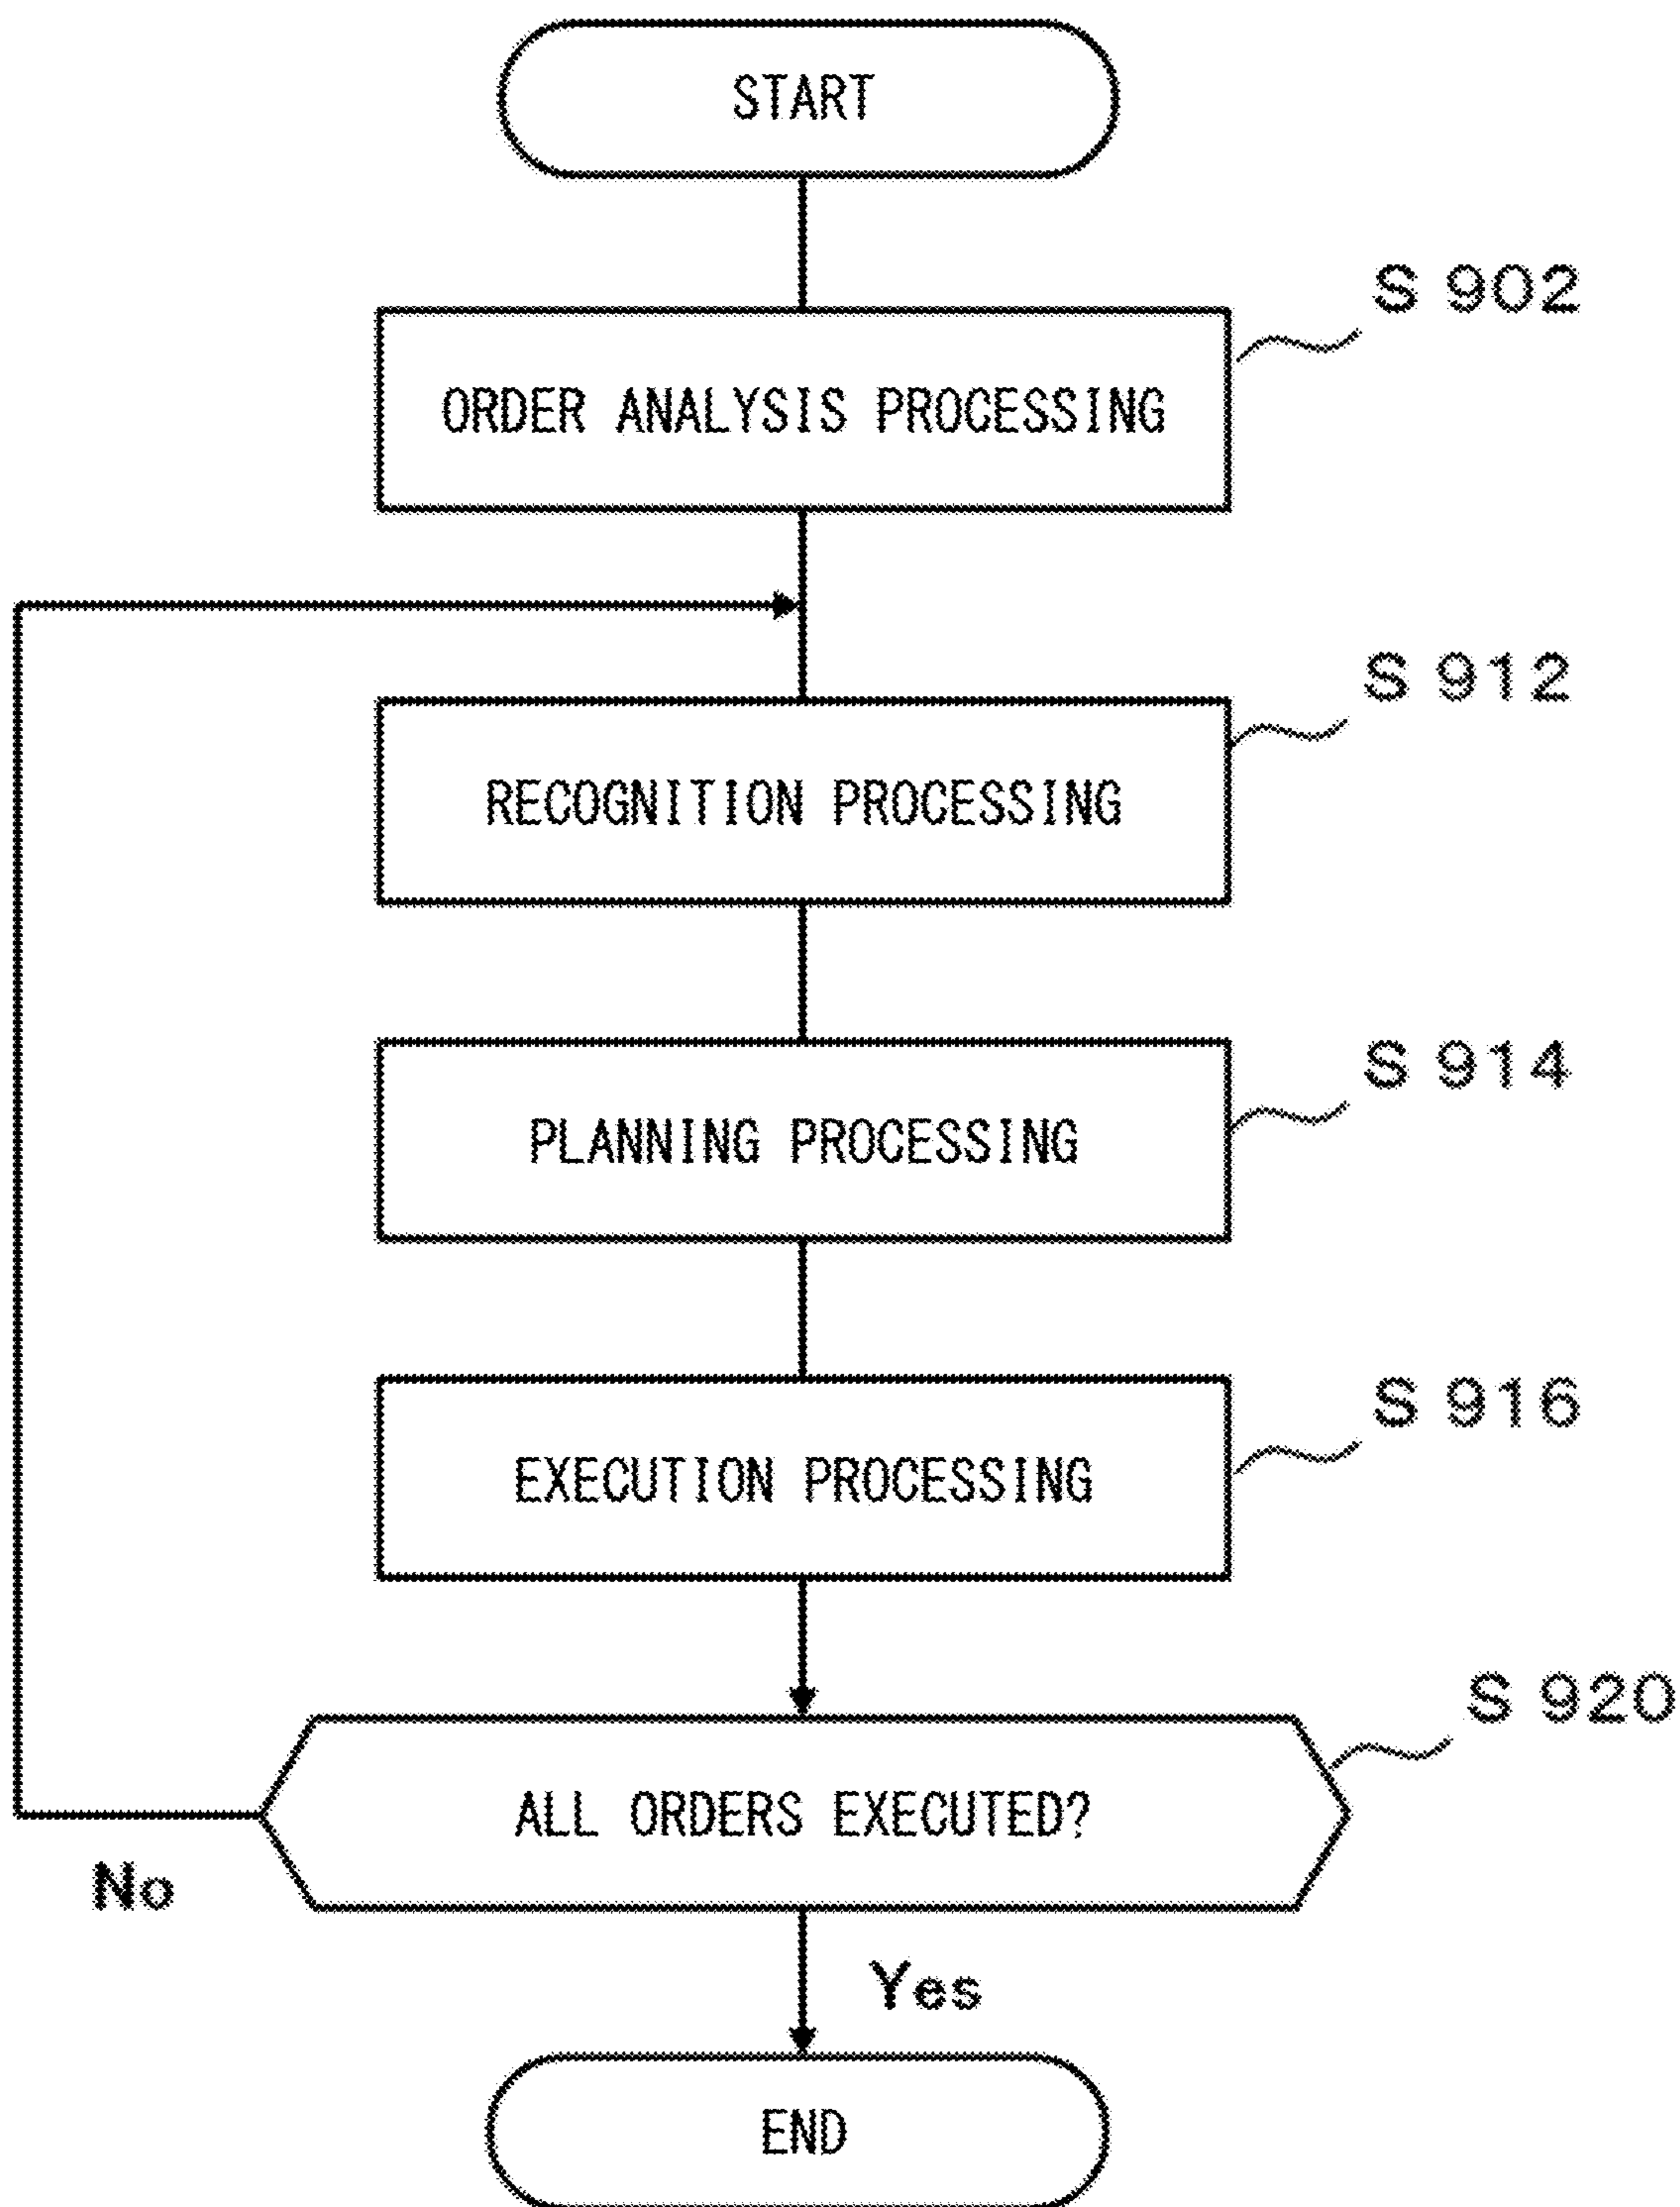 START
S 902
ORDER ANALYSIS PROCESSING
S 912
RECOGNITION PROCESSING
S 914
PLANNING PROCESSING
S 916
EXECUTION PROCESSING
S 920
ALL ORDERS EXECUTED?
No
Yes
END